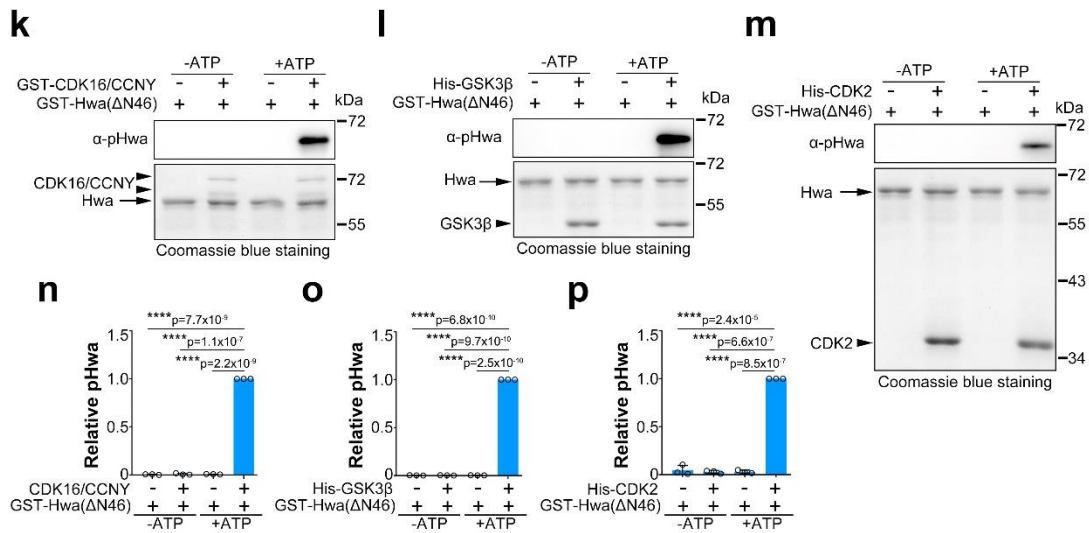 k
-ATP +ATP
GST-CDK16/CCNY - + - +
GST-Hwa(ΔN46) + + + + kDa
72
α-pHwa
CDK16/CCNY 72
Hwa
55
Coomassie blue staining
l
-ATP +ATP
His-GSK3β - + - +
GST-Hwa(ΔN46) + + + + kDa
72
α-pHwa
72
Hwa
55
GSK3β
Coomassie blue staining
m
-ATP +ATP
His-CDK2 - + - +
GST-Hwa(ΔN46) + + + + kDa
72
α-pHwa
72
Hwa
55
43
CDK2
34
Coomassie blue staining
n
****p=7.7x10-9
****p=1.1x10-7
****p=2.2x10-9
Relative pHwa
1.5
1.0
0.5
0
CDK16/CCNY - + - +
GST-Hwa(ΔN46) + + + +
-ATP +ATP
o
****p=6.8x10-10
****p=9.7x10-10
****p=2.5x10-10
Relative pHwa
1.5
1.0
0.5
0
His-GSK3β - + - +
GST-Hwa(ΔN46) + + + +
-ATP +ATP
p
****p=2.4x10-5
****p=6.6x10-7
****p=8.5x10-7
Relative pHwa
1.5
1.0
0.5
0
His-CDK2 - + - +
GST-Hwa(ΔN46) + + + +
-ATP +ATP